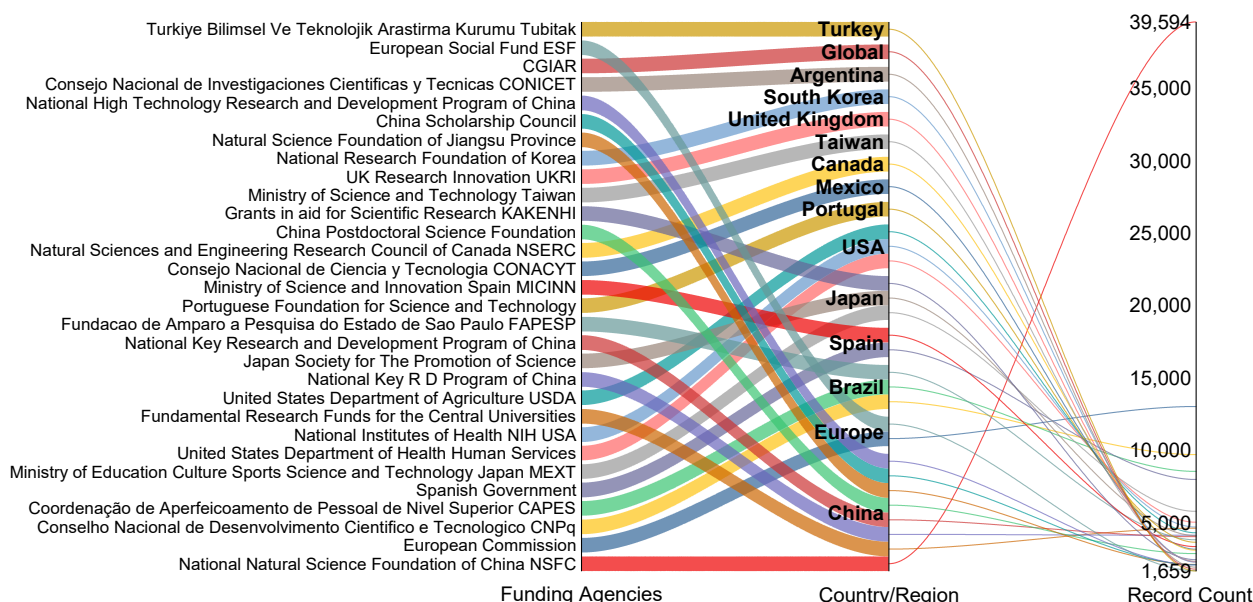 Turkiye Bilimsel Ve Teknolojik Arastirma Kurumu Tubitak
European Social Fund ESF
CGIAR
Consejo Nacional de Investigaciones Cientificas y Tecnicas CONICET
National High Technology Research and Development Program of China
China Scholarship Council
Natural Science Foundation of Jiangsu Province
National Research Foundation of Korea
UK Research Innovation UKRI
Ministry of Science and Technology Taiwan
Grants in aid for Scientific Research KAKENHI
China Postdoctoral Science Foundation
Natural Sciences and Engineering Research Council of Canada NSERC
Consejo Nacional de Ciencia y Tecnologia CONACYT
Ministry of Science and Innovation Spain MICINN
Portuguese Foundation for Science and Technology
Fundacao de Amparo a Pesquisa do Estado de Sao Paulo FAPESP
National Key Research and Development Program of China
Japan Society for The Promotion of Science
National Key R D Program of China
United States Department of Agriculture USDA
Fundamental Research Funds for the Central Universities
National Institutes of Health NIH USA
United States Department of Health Human Services
Ministry of Education Culture Sports Science and Technology Japan MEXT
Spanish Government
Coordenação de Aperfeicoamento de Pessoal de Nivel Superior CAPES
Conselho Nacional de Desenvolvimento Cientifico e Tecnologico CNPq
European Commission
National Natural Science Foundation of China NSFC
Funding Agencies
Turkey
Global
Argentina
South Korea
United Kingdom
Taiwan
Canada
Mexico
Portugal
USA
Japan
Spain
Brazil
Europe
China
Country/Region
39,594
35,000
30,000
25,000
20,000
15,000
10,000
5,000
1,659
Record Count